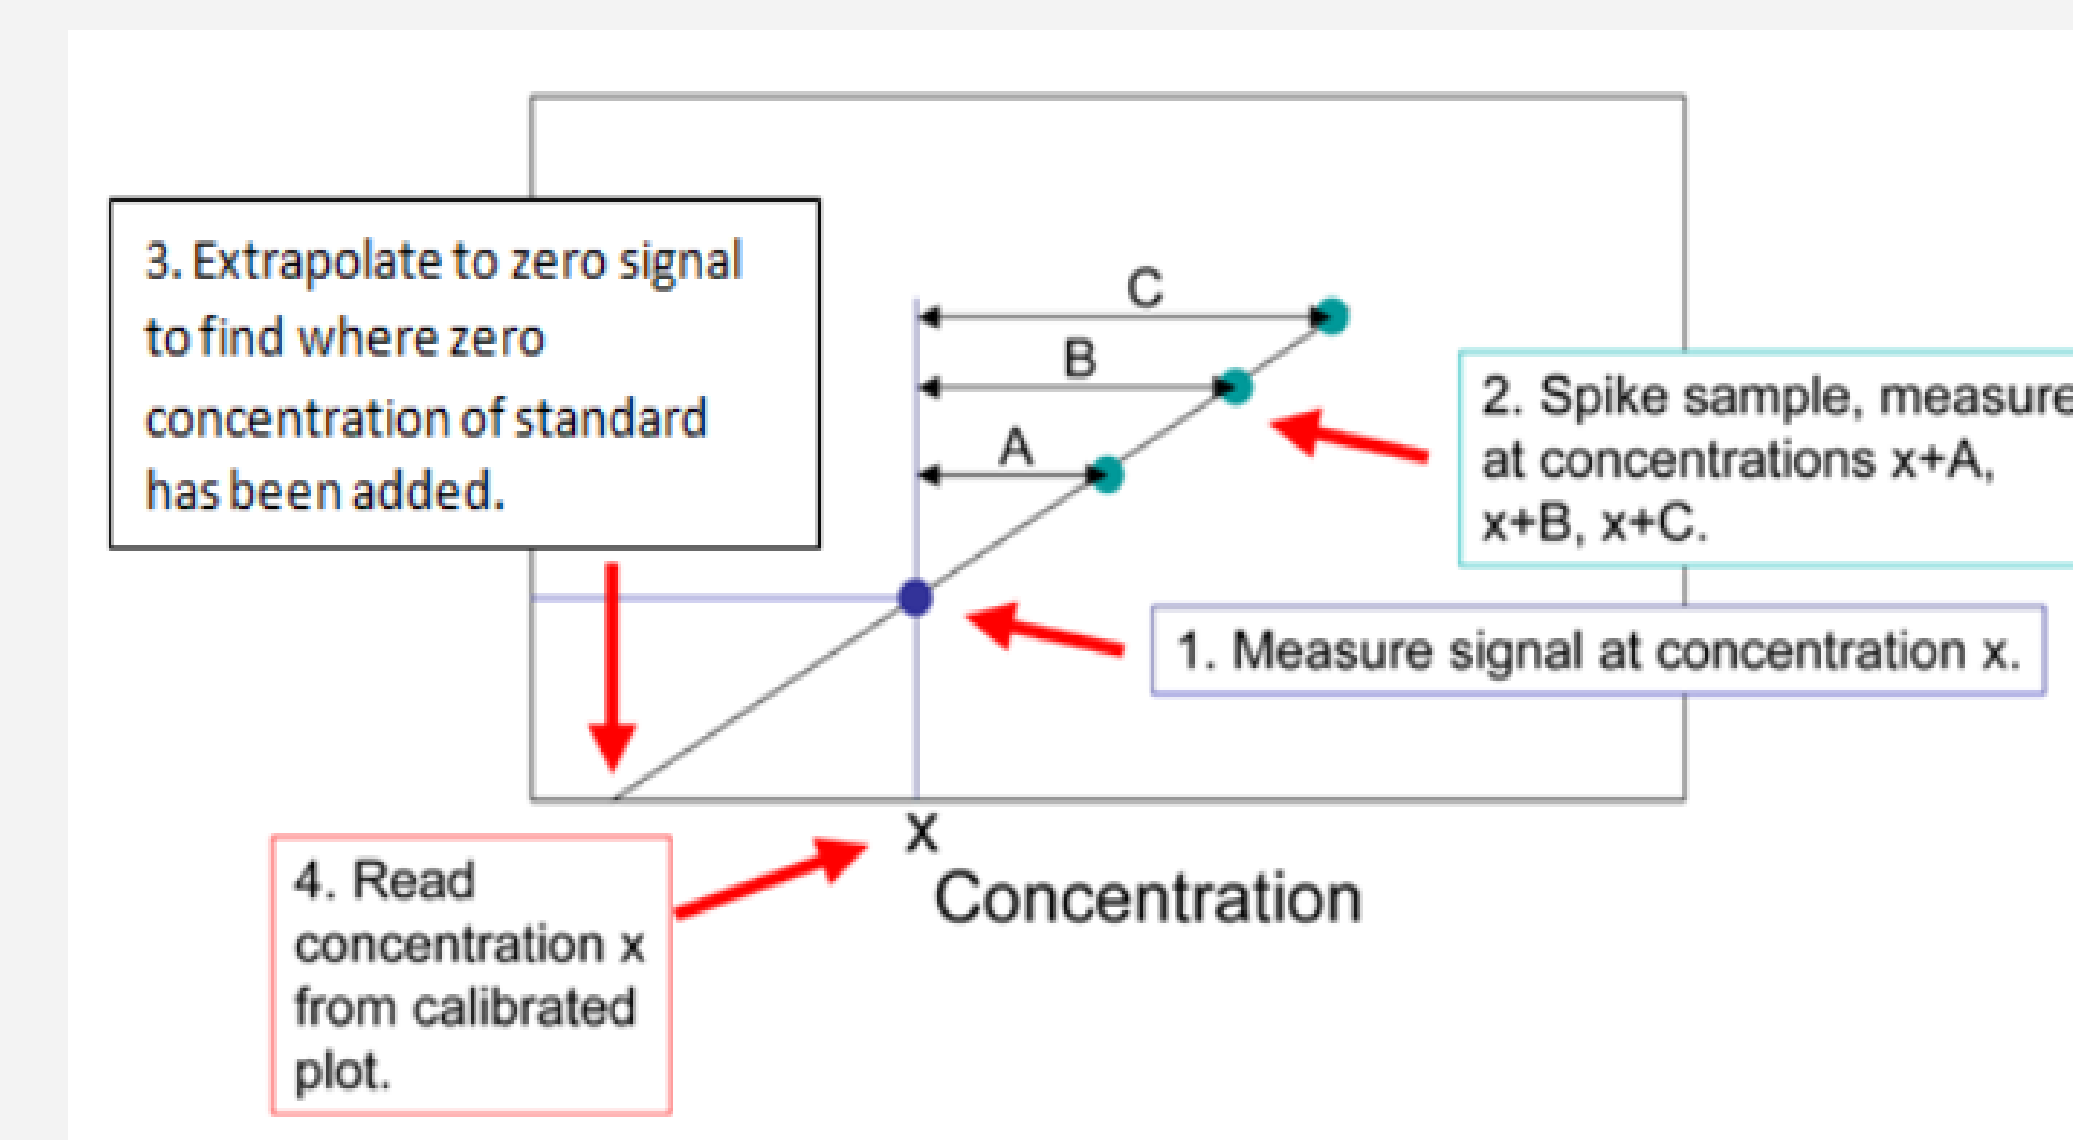 3. Extrapolate to zero signal
to find where zero
concentration of standard
has been added.
C
B
A
2. Spike sample, measure
at concentrations x+A,
x+B, x+C.
1. Measure signal at concentration x.
x
Concentration
4. Read
concentration x
from calibrated
plot.